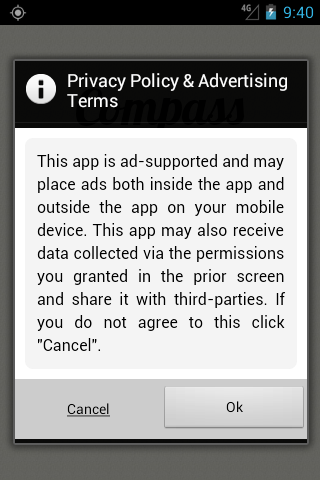 4G 9:40
Privacy Policy & Advertising
Terms
Compass
This app is ad-supported and may
place ads both inside the app and
outside the app on your mobile
device. This app may also receive
data collected via the permissions
you granted in the prior screen
and share it with third-parties. If
you do not agree to this click
"Cancel".
Cancel Ok